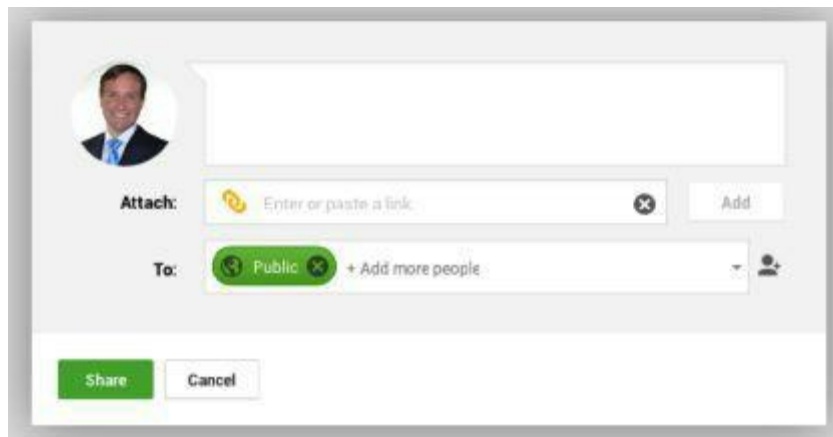 Attach: Enter or paste a link. Add
To: Public + Add more people
Share Cancel